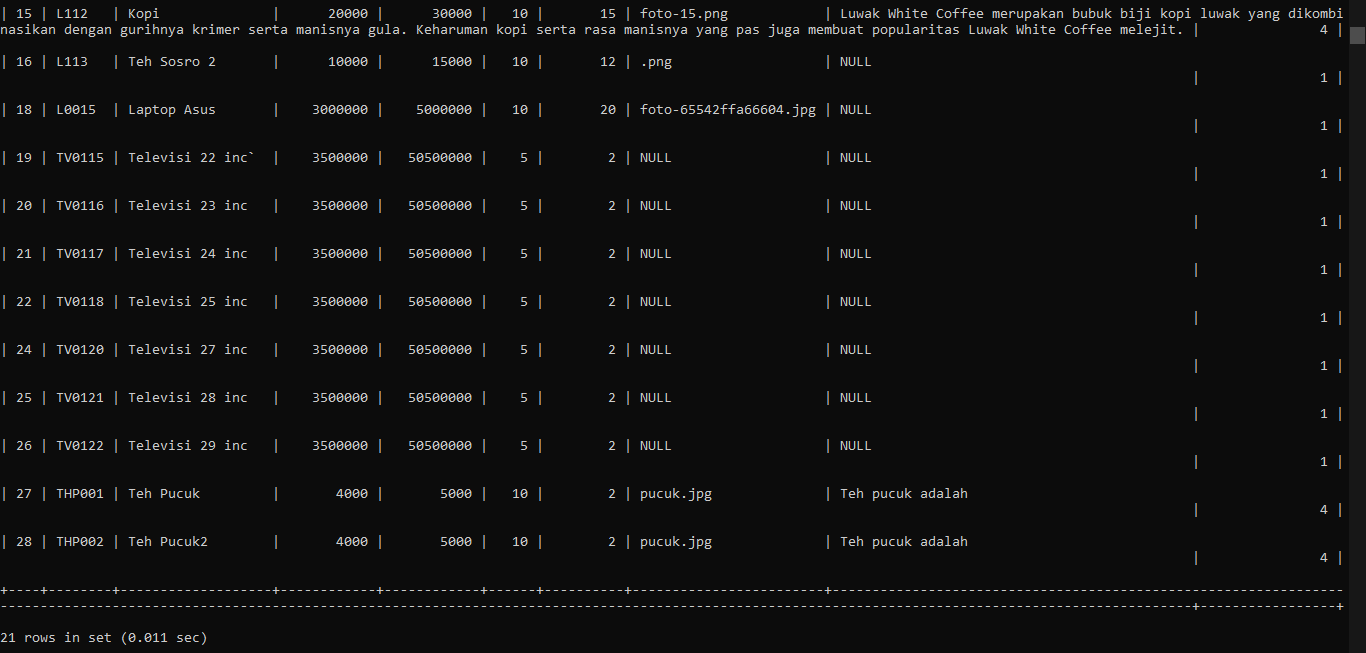 | 15 | L112   | Kopi              |      20000 |      30000 |   10 |       15 | foto-15.png            | Luwak White Coffee merupakan bubuk biji kopi luwak yang dikombi
nasikan dengan gurihnya krimer serta manisnya gula. Keharuman kopi serta rasa manisnya yang pas juga membuat popularitas Luwak White Coffee melejit. |               4 |
| 16 | L113   | Teh Sosro 2       |      10000 |      15000 |   10 |       12 | .png                   | NULL
|               1 |
| 18 | L0015  | Laptop Asus       |    3000000 |    5000000 |   10 |       20 | foto-65542ffa66604.jpg | NULL
|               1 |
| 19 | TV0115 | Televisi 22 inc`  |    3500000 |   50500000 |    5 |        2 | NULL                   | NULL
|               1 |
| 20 | TV0116 | Televisi 23 inc   |    3500000 |   50500000 |    5 |        2 | NULL                   | NULL
|               1 |
| 21 | TV0117 | Televisi 24 inc   |    3500000 |   50500000 |    5 |        2 | NULL                   | NULL
|               1 |
| 22 | TV0118 | Televisi 25 inc   |    3500000 |   50500000 |    5 |        2 | NULL                   | NULL
|               1 |
| 24 | TV0120 | Televisi 27 inc   |    3500000 |   50500000 |    5 |        2 | NULL                   | NULL
|               1 |
| 25 | TV0121 | Televisi 28 inc   |    3500000 |   50500000 |    5 |        2 | NULL                   | NULL
|               1 |
| 26 | TV0122 | Televisi 29 inc   |    3500000 |   50500000 |    5 |        2 | NULL                   | NULL
|               1 |
| 27 | THP001 | Teh Pucuk         |       4000 |       5000 |   10 |        2 | pucuk.jpg              | Teh pucuk adalah
|               4 |
| 28 | THP002 | Teh Pucuk2        |       4000 |       5000 |   10 |        2 | pucuk.jpg              | Teh pucuk adalah
|               4 |
21 rows in set (0.011 sec)